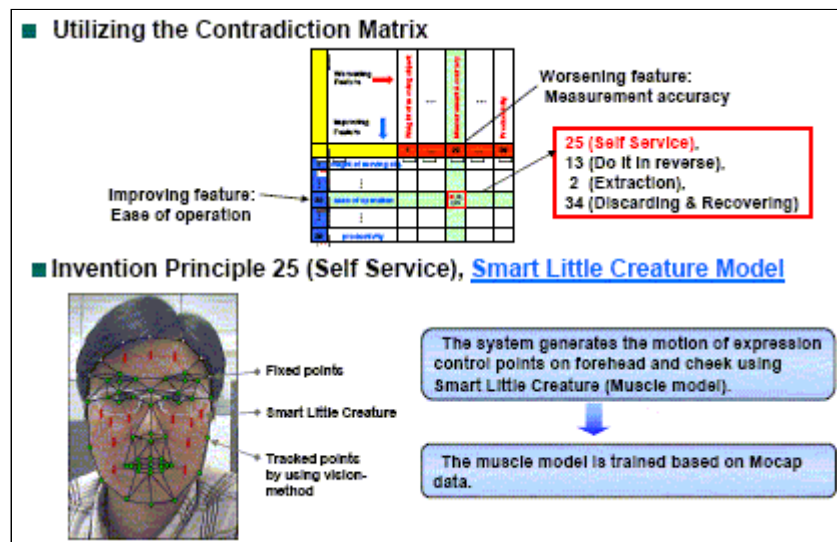 Utilizing the Contradiction Matrix
Worsening
Feature
Improving
Feature
Measurement accuracy
Productivity
Worsening feature:
Measurement accuracy
25 (Self Service),
13 (Do it in reverse),
2 (Extraction),
34 (Discarding & Recovering)
Improving feature:
Ease of operation
ease of operation
productivity
Invention Principle 25 (Self Service), Smart Little Creature Model
Fixed points
Smart Little Creature
Tracked points
by using vision-
method
The system generates the motion of expression
control points on forehead and cheek using
Smart Little Creature (Muscle model).
The muscle model is trained based on Mocap
data.